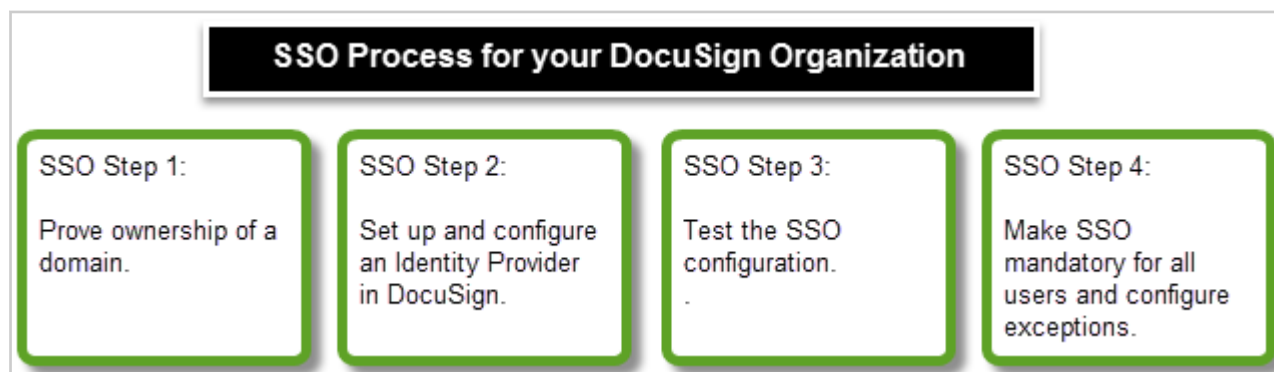 SSO Process for your DocuSign Organization
SSO Step 1:
Prove ownership of a
domain.
SSO Step 2:
Set up and configure
an Identity Provider
in DocuSign.
SSO Step 3:
Test the SSO
configuration.
.
SSO Step 4:
Make SSO
mandatory for all
users and configure
exceptions.